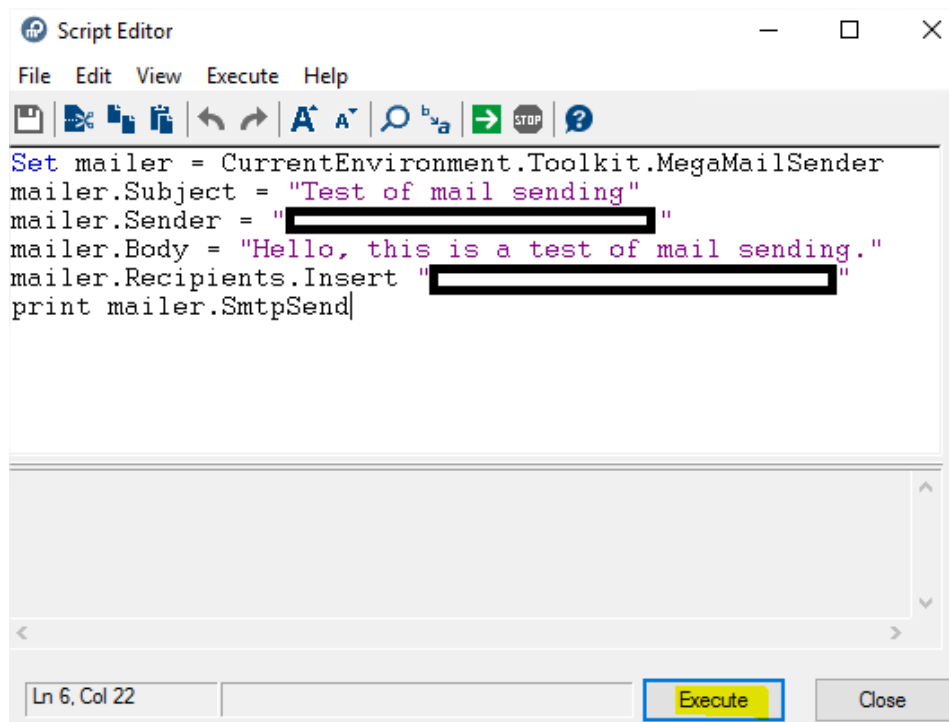 Script Editor
File Edit View Execute Help
b a STOP ?
Set mailer = CurrentEnvironment.Toolkit.MegaMailSender
mailer.Subject = "Test of mail sending"
mailer.Sender = " "
mailer.Body = "Hello, this is a test of mail sending."
mailer.Recipients.Insert " "
print mailer.SmtpSend
Ln 6, Col 22
Execute Close